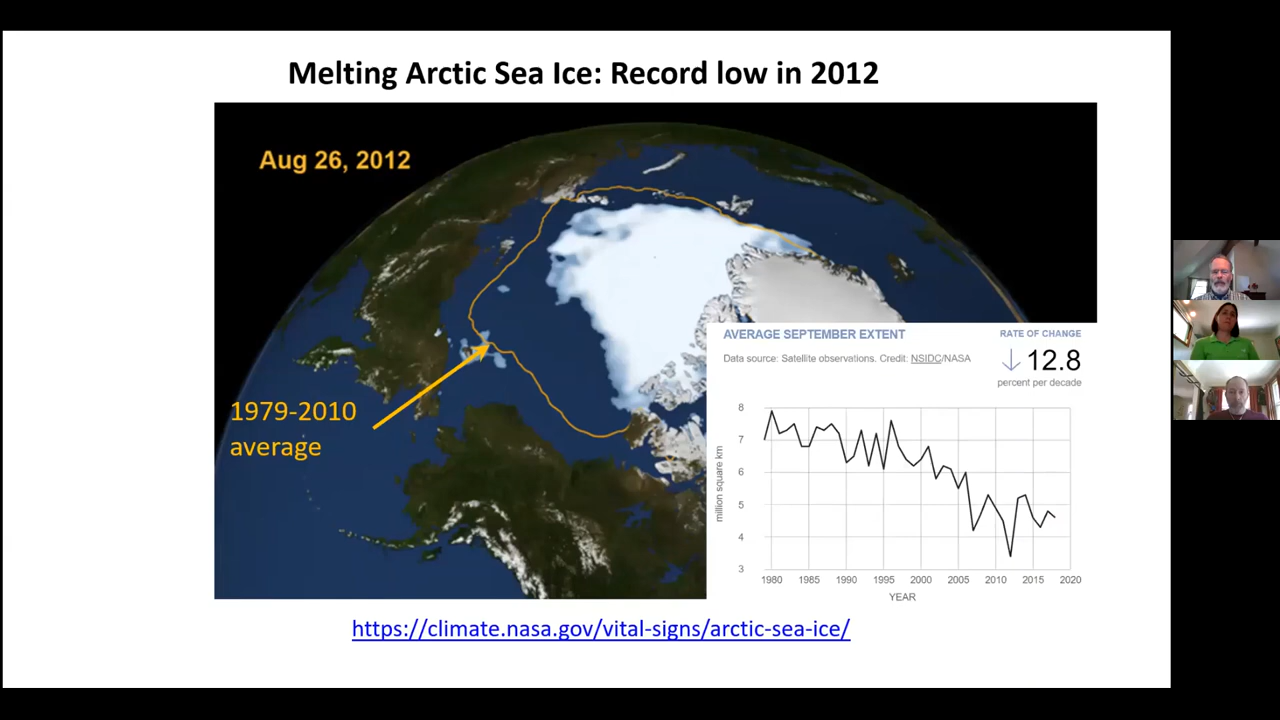 Melting Arctic Sea Ice: Record low in 2012
Aug 26, 2012
1979-2010
average
AVERAGE SEPTEMBER EXTENT
Data source: Satellite observations. Credit: NSIDC/NASA
RATE OF CHANGE
↓ 12.8
percent per decade
million square km
8
7
6
5
4
3
1980 1985 1990 1995 2000 2005 2010 2015 2020
YEAR
https://climate.nasa.gov/vital-signs/arctic-sea-ice/